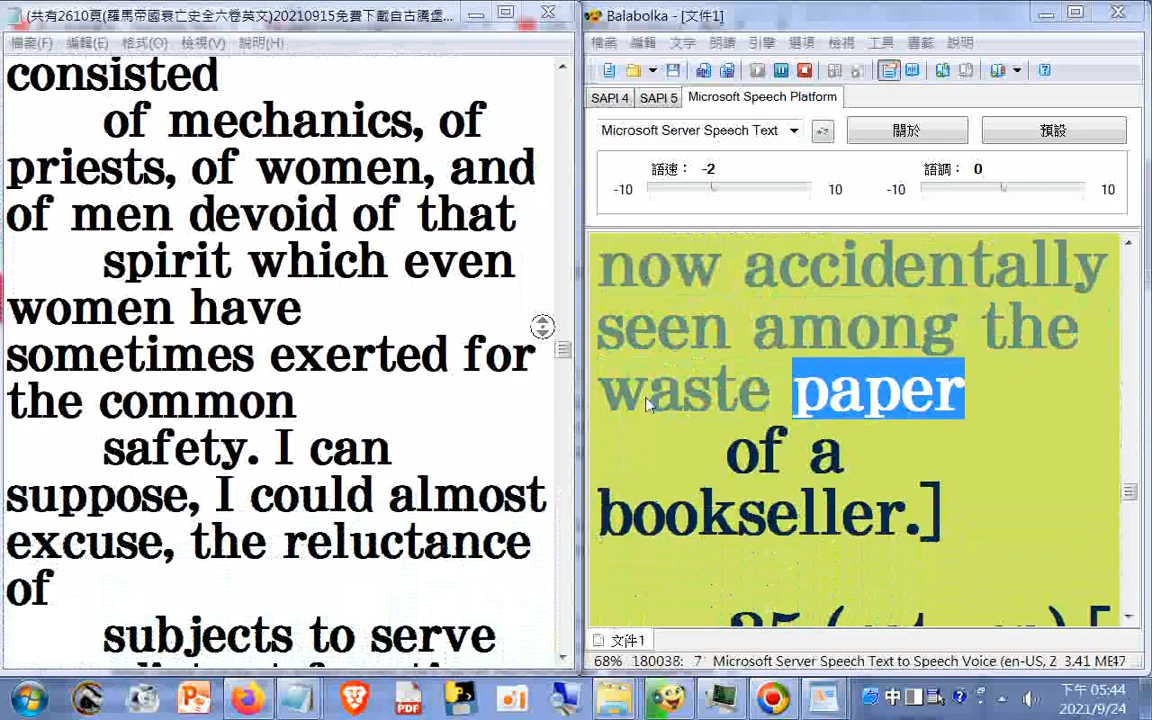 (共有2610頁(羅馬帝國衰亡史全六卷英文)20210915免費下載自古騰堡...
檔案(F) 編輯(E) 格式(O) 檢視(V) 說明(H)
consisted
of mechanics, of
priests, of women, and
of men devoid of that
spirit which even
women have
sometimes exerted for
the common
safety. I can
suppose, I could almost
excuse, the reluctance
of
subjects to serve
Balabolka - [文件1]
檔案 編輯 文字 朗讀 引擎 選項 檢視 工具 書籤 說明
SAPI 4 SAPI 5 Microsoft Speech Platform
Microsoft Server Speech Text 關於 預設
語速： -2 語調： 0
-10 10 -10 10
now accidentally
seen among the
waste paper
of a
bookseller.]
文件1
68% 180038: 7 Microsoft Server Speech Text to Speech Voice (en-US, Z 3,41 MB
中
下午 05:44
2021/9/24